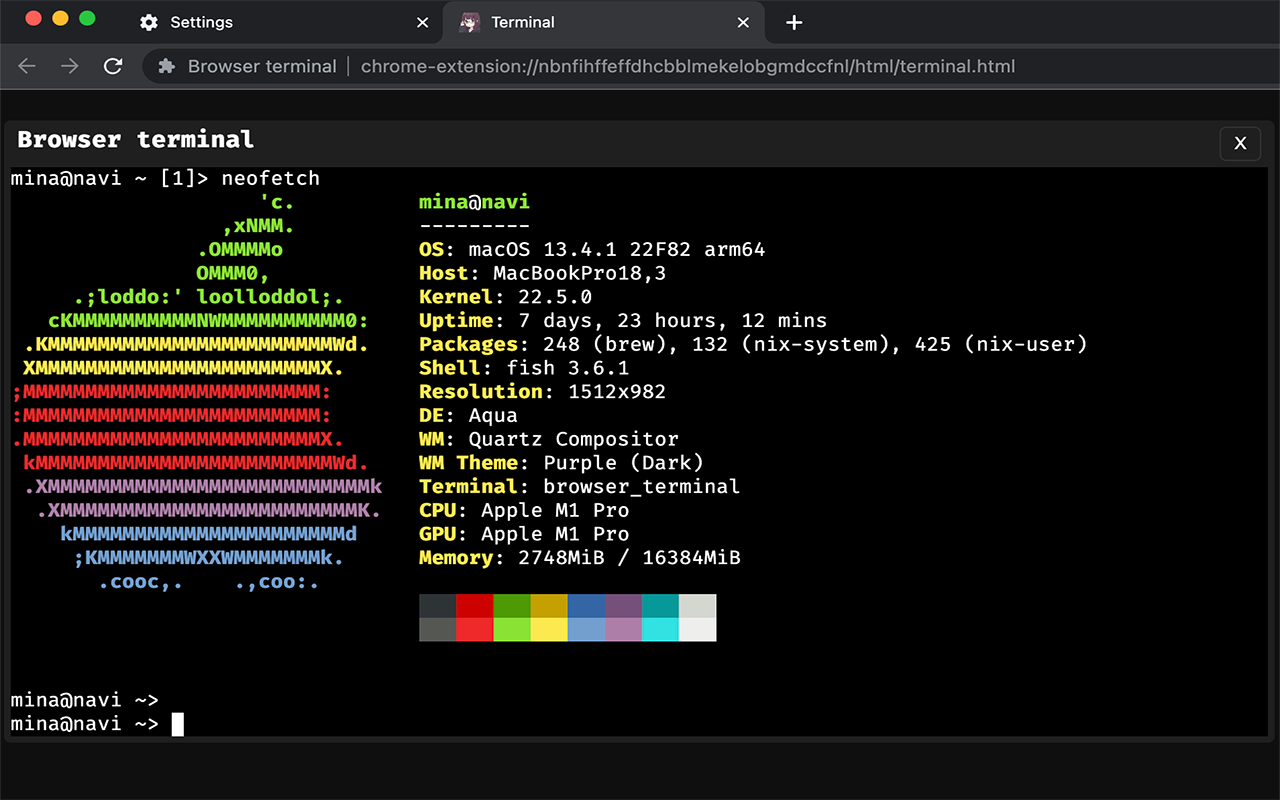 Settings
Terminal
Browser terminal | chrome-extension://nbnfihffeffdhcbblmekelobgmdccfnl/html/terminal.html
Browser terminal
X
mina@navi ~ [1]> neofetch
'c.
,xNMM.
.OMMMMo
OMMM0,
.;loddo:' loolloddol;.
cKMMMMMMMMMMNWMMMMMMMMMM0:
.KMMMMMMMMMMMMMMMMMMMMMMMWd.
XMMMMMMMMMMMMMMMMMMMMMMMX.
;MMMMMMMMMMMMMMMMMMMMMMMM:
:MMMMMMMMMMMMMMMMMMMMMMMM:
.MMMMMMMMMMMMMMMMMMMMMMMMX.
kMMMMMMMMMMMMMMMMMMMMMMMMWd.
.XMMMMMMMMMMMMMMMMMMMMMMMMMMk
.XMMMMMMMMMMMMMMMMMMMMMMMMK.
kMMMMMMMMMMMMMMMMMMMMMMd
;KMMMMMMMWXXWMMMMMMMk.
.cooc,.    .,coo:.
mina@navi
---------
OS: macOS 13.4.1 22F82 arm64
Host: MacBookPro18,3
Kernel: 22.5.0
Uptime: 7 days, 23 hours, 12 mins
Packages: 248 (brew), 132 (nix-system), 425 (nix-user)
Shell: fish 3.6.1
Resolution: 1512x982
DE: Aqua
WM: Quartz Compositor
WM Theme: Purple (Dark)
Terminal: browser_terminal
CPU: Apple M1 Pro
GPU: Apple M1 Pro
Memory: 2748MiB / 16384MiB
mina@navi ~>
mina@navi ~>